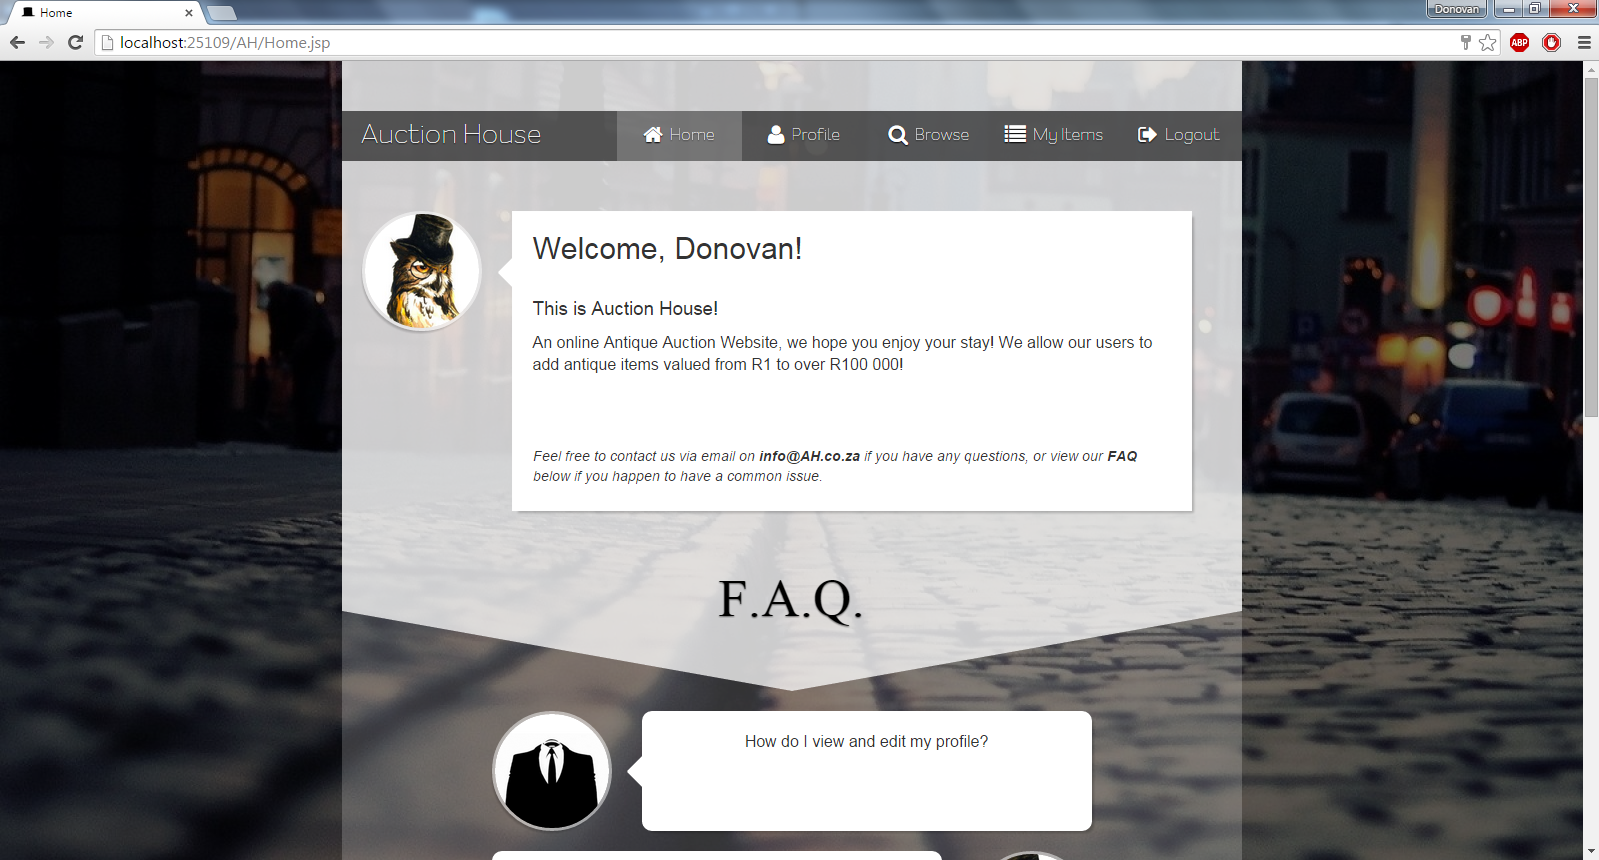 Home
Donovan
localhost:25109/AH/Home.jsp
ABP
Auction House
Home
Profile
Browse
My Items
Logout
Welcome, Donovan!
This is Auction House!
An online Antique Auction Website, we hope you enjoy your stay! We allow our users to
add antique items valued from R1 to over R100 000!
Feel free to contact us via email on info@AH.co.za if you have any questions, or view our FAQ
below if you happen to have a common issue.
F.A.Q.
How do I view and edit my profile?